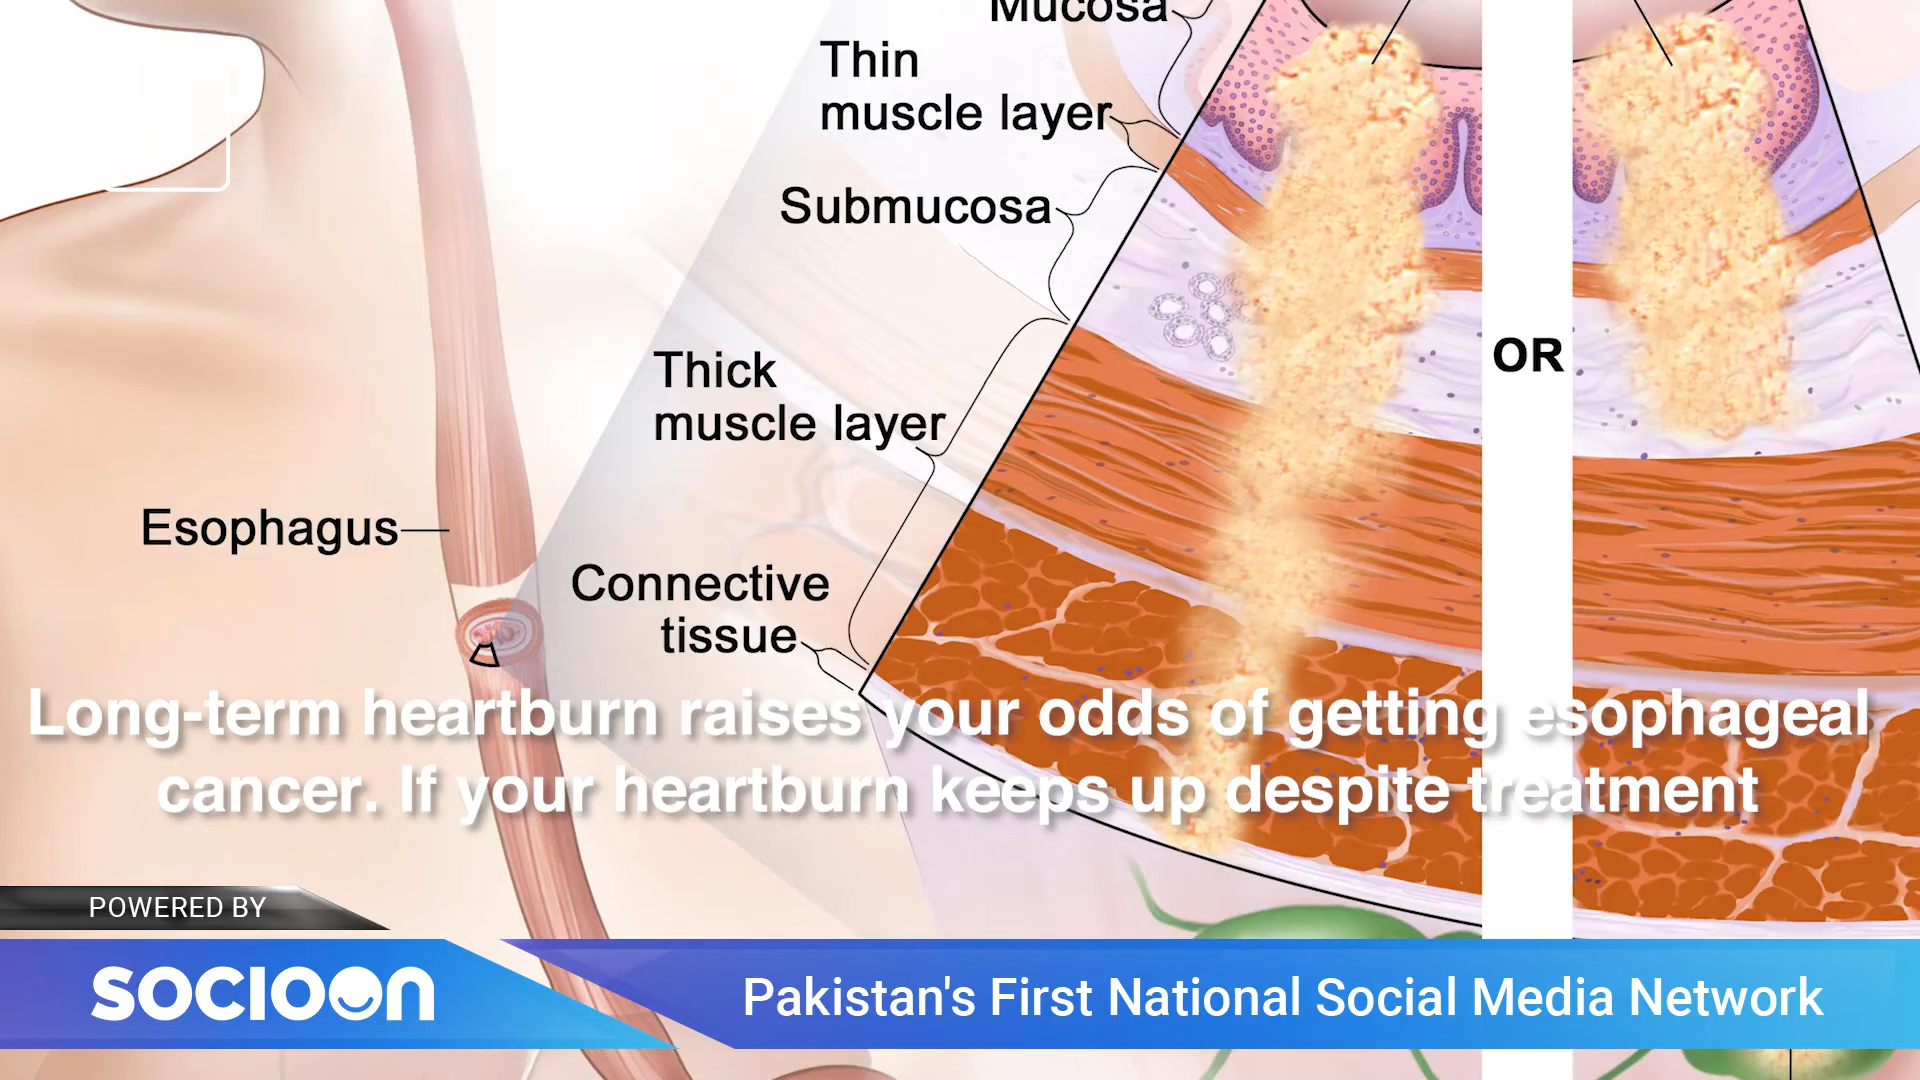 Mucosa
Thin
muscle layer
Submucosa
Thick
muscle layer
OR
Esophagus
Connective
tissue
Long-term heartburn raises your odds of getting esophageal
cancer. If your heartburn keeps up despite treatment
POWERED BY
SOCIOON
Pakistan's First National Social Media Network